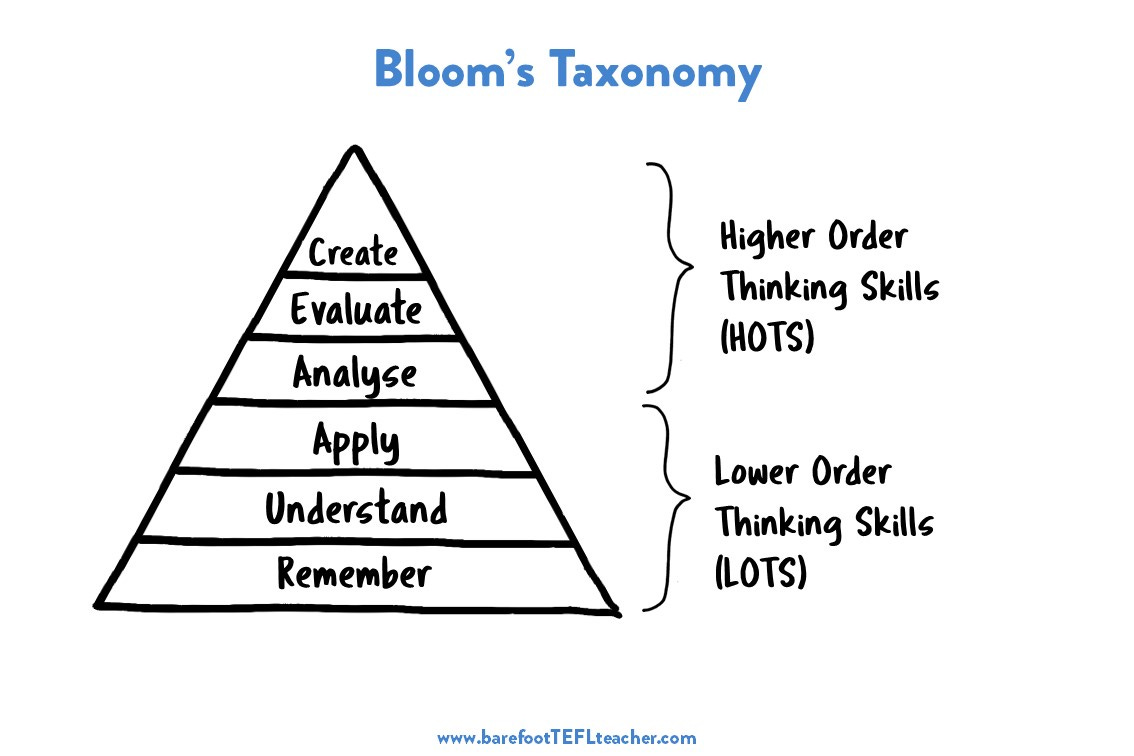 Bloom's Taxonomy
Create
Evaluate
Analyse
Apply
Understand
Remember
Higher Order
Thinking Skills
(HOTS)
Lower Order
Thinking Skills
(LOTS)
www.barefootTEFLteacher.com